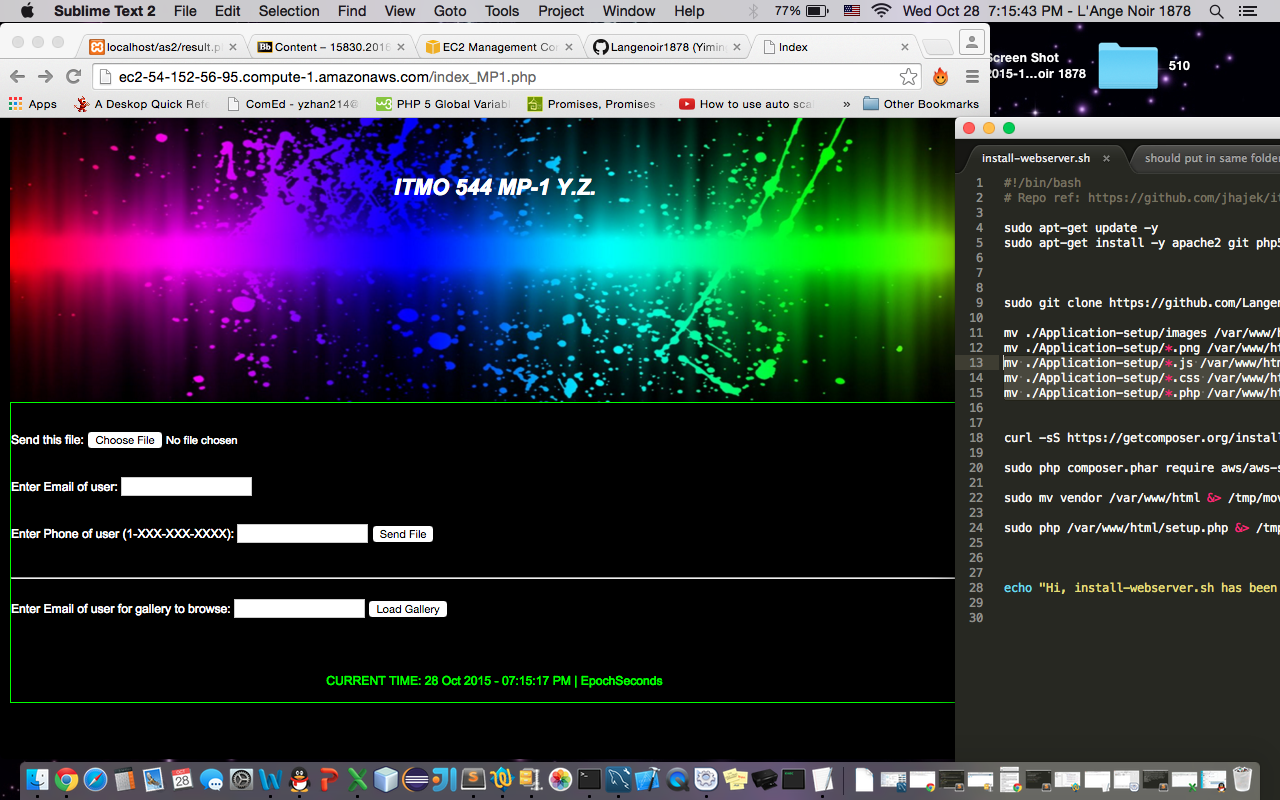 Sublime Text 2 File Edit Selection Find View Goto Tools Project Window Help 77% Wed Oct 28 7:15:43 PM - L'Ange Noir 1878
localhost/as2/result.p
Content – 15830.201
EC2 Management Co
Langenoir1878 (Yimin
Index
ec2-54-152-56-95.compute-1.amazonaws.com/index_MP1.php
Apps
A Deskop Quick Ref
ComEd - yzhan214@
PHP 5 Global Variabl
Promises, Promises
How to use auto sca
»
Other Bookmarks
Screen Shot
2015-1...oir 1878
510
ITMO 544 MP-1 Y.Z.
Send this file: Choose File No file chosen
Enter Email of user:
Enter Phone of user (1-XXX-XXX-XXXX): Send File
Enter Email of user for gallery to browse: Load Gallery
CURRENT TIME: 28 Oct 2015 - 07:15:17 PM | EpochSeconds
install-webserver.sh
should put in same folder
1 #!/bin/bash
2 # Repo ref: https://github.com/jhajek/it
3
4 sudo apt-get update -y
5 sudo apt-get install -y apache2 git php5
6
7
8
9 sudo git clone https://github.com/Langen
10
11 mv ./Application-setup/images /var/www/h
12 mv ./Application-setup/*.png /var/www/ht
13 mv ./Application-setup/*.js /var/www/htm
14 mv ./Application-setup/*.css /var/www/ht
15 mv ./Application-setup/*.php /var/www/ht
16
17
18 curl -sS https://getcomposer.org/install
19
20 sudo php composer.phar require aws/aws-s
21
22 sudo mv vendor /var/www/html &> /tmp/mov
23
24 sudo php /var/www/html/setup.php &> /tmp
25
26
27
28 echo "Hi, install-webserver.sh has been
29
30